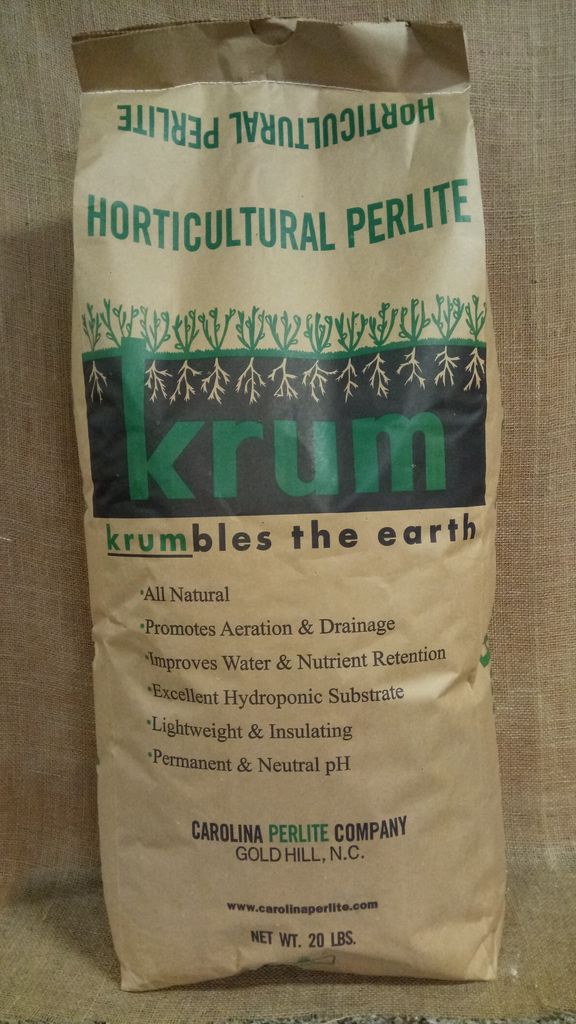 HORTICULTURAL PERLITE
HORTICULTURAL PERLITE
krum
krumbles the earth
•All Natural
•Promotes Aeration & Drainage
•Improves Water & Nutrient Retention
•Excellent Hydroponic Substrate
•Lightweight & Insulating
•Permanent & Neutral pH
CAROLINA PERLITE COMPANY
GOLD HILL, N.C.
www.carolinaperlite.com
NET WT. 20 LBS.